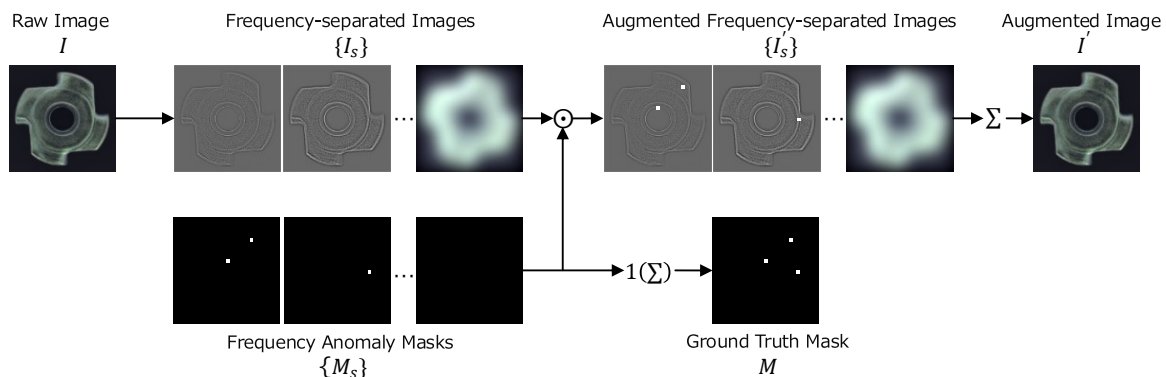 Raw Image
I
Frequency-separated Images
{I_s}
Augmented Frequency-separated Images
{I_s'}
Augmented Image
I'
...
⊙
...
Σ
...
1(Σ)
Frequency Anomaly Masks
{M_s}
Ground Truth Mask
M